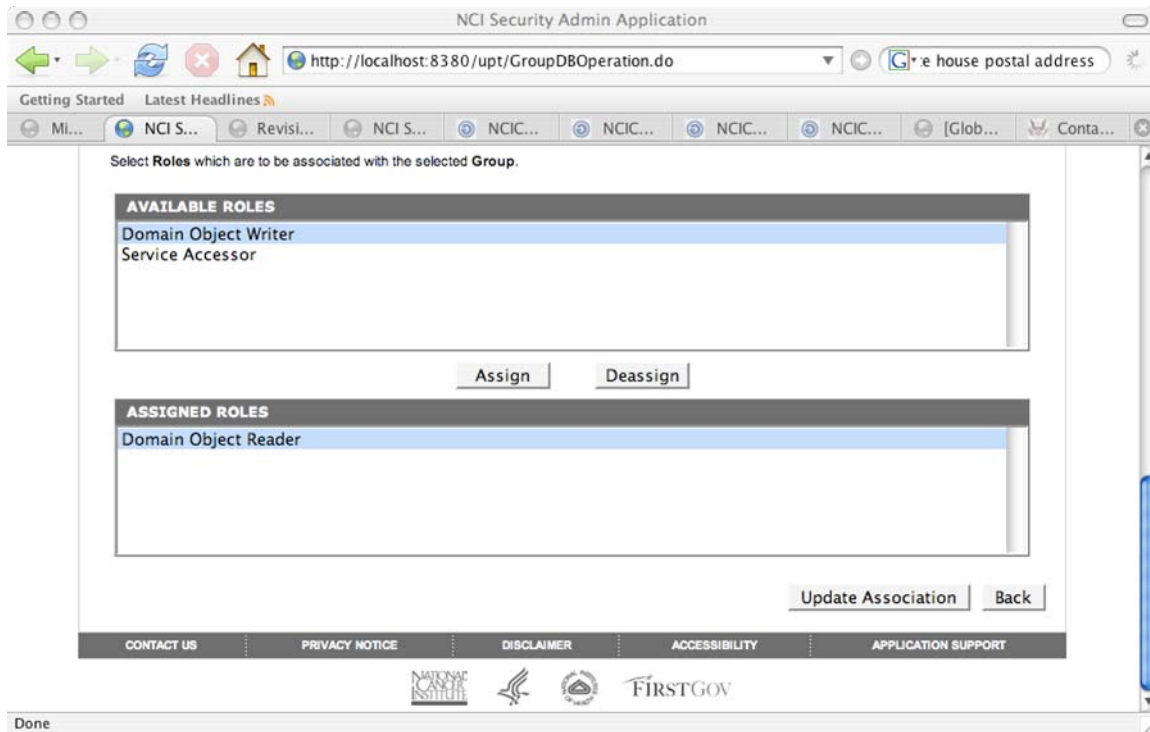 NCI Security Admin Application
http://localhost:8380/upt/GroupDBOperation.do
G e house postal address
Getting Started Latest Headlines
Mi... NCI S... Revisi... NCI S... NCIC... NCIC... NCIC... NCIC... [Glob... Conta...
Select Roles which are to be associated with the selected Group.
AVAILABLE ROLES
Domain Object Writer
Service Accessor
Assign Deassign
ASSIGNED ROLES
Domain Object Reader
Update Association Back
CONTACT US PRIVACY NOTICE DISCLAIMER ACCESSIBILITY APPLICATION SUPPORT
NATIONAL CANCER INSTITUTE FIRSTGOV
Done